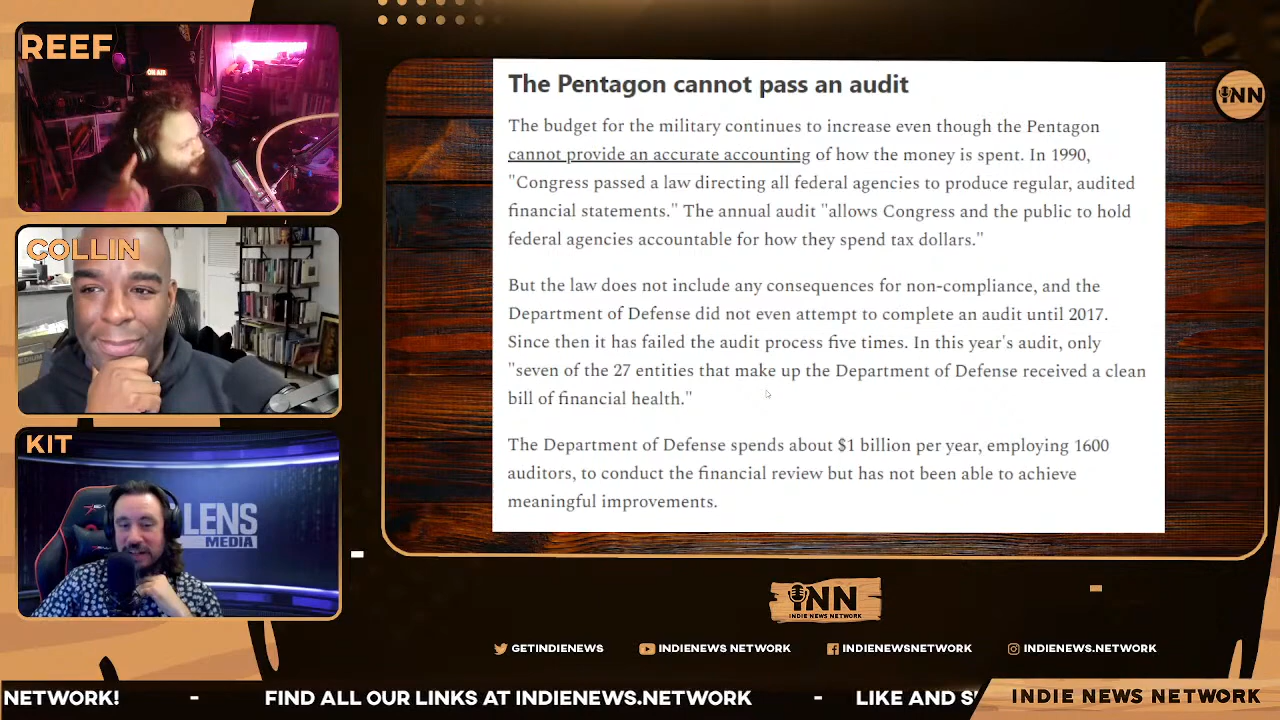 REEF
ON AIR
COLLIN
KIT
LENS
MEDIA
The Pentagon cannot pass an audit
The budget for the military continues to increase even though the Pentagon
cannot provide an accurate accounting of how the money is spent. In 1990,
"Congress passed a law directing all federal agencies to produce regular, audited
financial statements." The annual audit "allows Congress and the public to hold
federal agencies accountable for how they spend tax dollars."
But the law does not include any consequences for non-compliance, and the
Department of Defense did not even attempt to complete an audit until 2017.
Since then it has failed the audit process five times. In this year's audit, only
"seven of the 27 entities that make up the Department of Defense received a clean
bill of financial health."
The Department of Defense spends about $1 billion per year, employing 1600
auditors, to conduct the financial review but has not been able to achieve
meaningful improvements.
INN
INN
INDIE NEWS NETWORK
GETINDIENEWS
INDIENEWS NETWORK
INDIENEWSNETWORK
INDIENEWS.NETWORK
NETWORK! - FIND ALL OUR LINKS AT INDIENEWS.NETWORK - LIKE AND
INDIE NEWS NETWORK